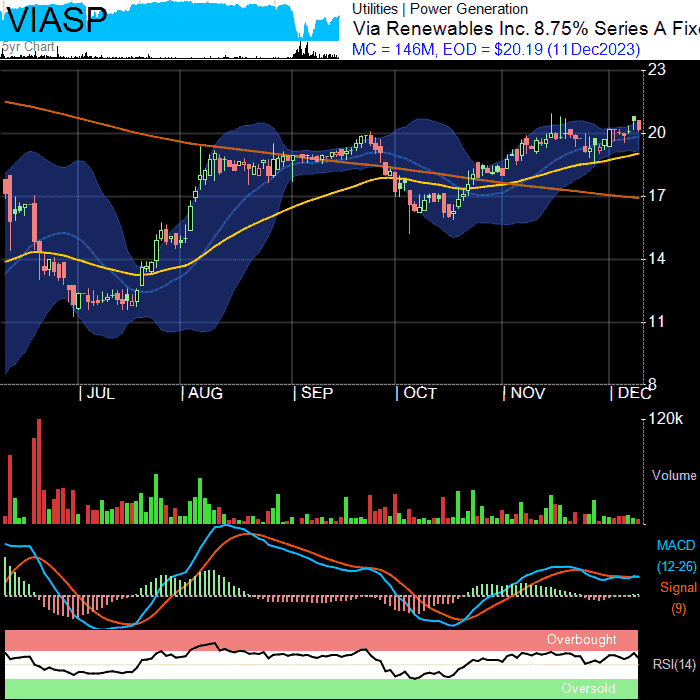 VIASP
5yr Chart
Utilities | Power Generation
Via Renewables Inc. 8.75% Series A Fixe
MC = 146M, EOD = $20.19 (11Dec2023)
23
20
17
14
11
8
| JUL | AUG | SEP | OCT | NOV | DEC
120k
Volume
MACD
(12-26)
Signal
(9)
Overbought
RSI(14)
Oversold